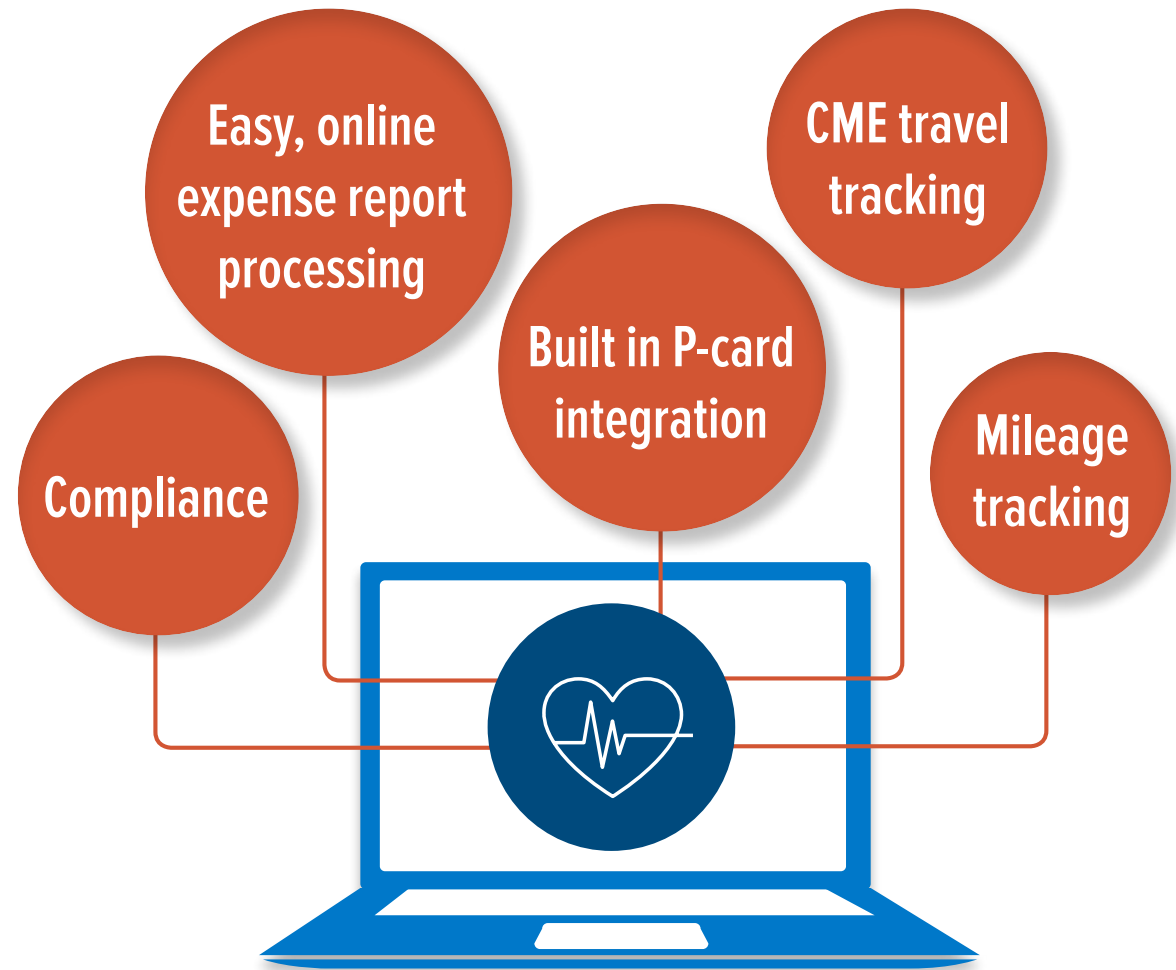 Easy, online
expense report
processing
CME travel
tracking
Built in P-card
integration
Compliance
Mileage
tracking